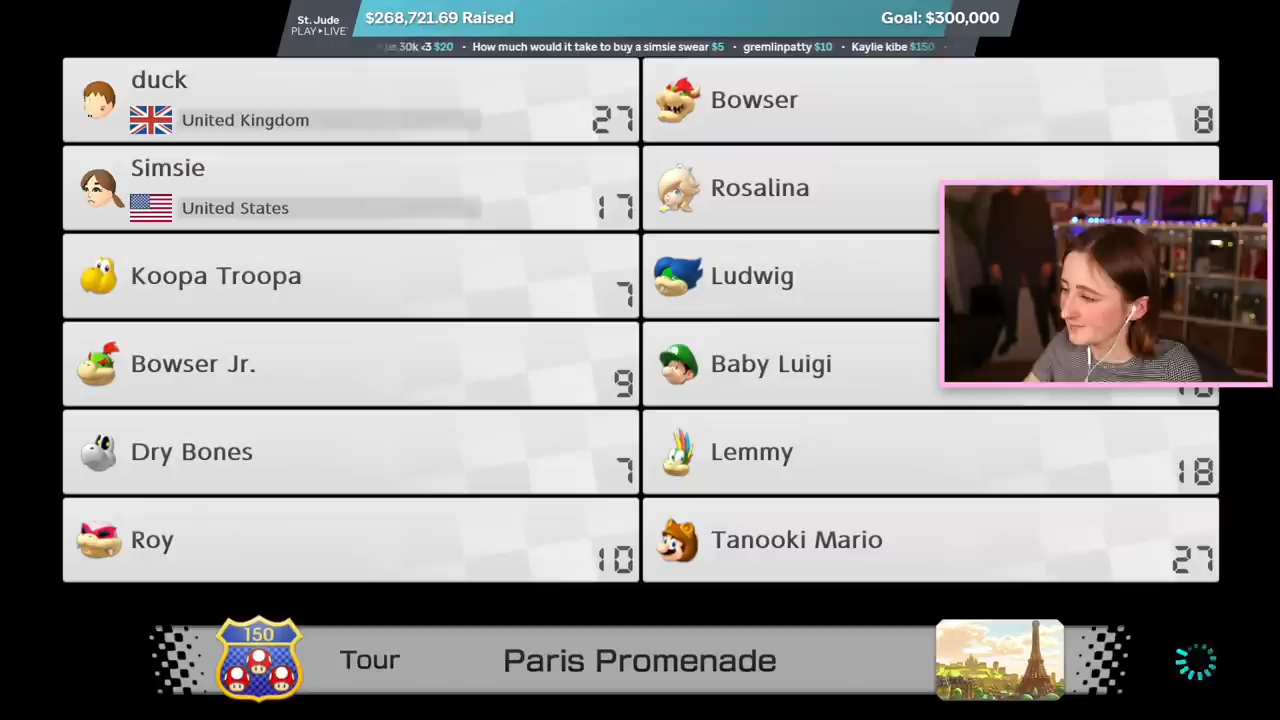 St. Jude
PLAY LIVE
$268,721.69 Raised
Goal: $300,000
30k <3 $20 · How much would it take to buy a simsie swear $5 · gremlinpatty $10 · Kaylie kibe $150 ·
duck
United Kingdom
27
Bowser
8
Simsie
United States
17
Rosalina
Koopa Troopa
7
Ludwig
Bowser Jr.
9
Baby Luigi
Dry Bones
7
Lemmy
18
Roy
10
Tanooki Mario
27
150
Tour
Paris Promenade